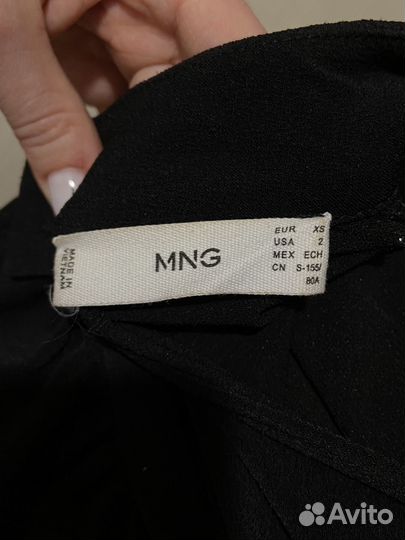 MADE IN
VIETNAM
MNG
EUR XS
USA 2
MEX ECH
CN S-155/
80A
Avito